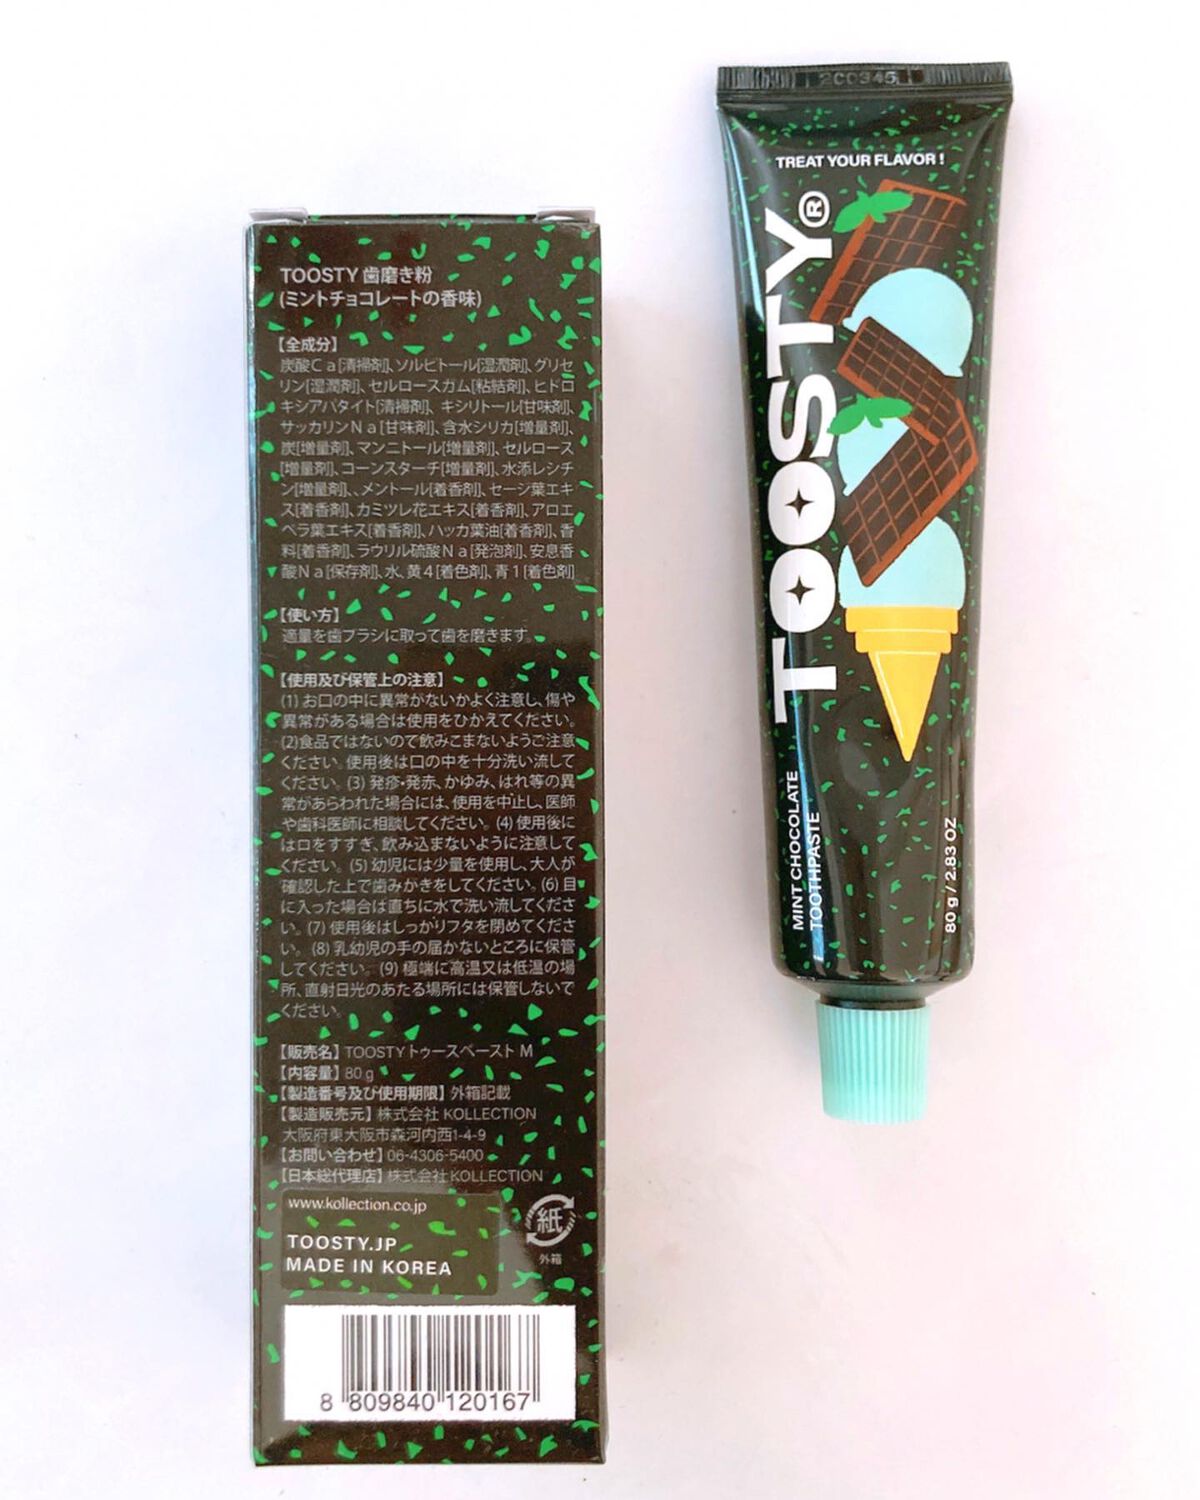 TOOSTY 歯磨き粉
(ミントチョコレートの香味)
【全成分】
炭酸Ca[清掃剤]、ソルビトール[湿潤剤]、グリセ
リン[湿潤剤]、セルロースガム[粘結剤]、ヒドロ
キシアパタイト[清掃剤]、キシリトール[甘味剤]、
サッカリンNa[甘味剤]、含水シリカ[増量剤]、
炭[増量剤]、マンニトール[増量剤]、セルロース
[増量剤]、コーンスターチ[増量剤]、水添レシチ
ン[増量剤]、、メントール[着香剤]、セージ葉エキ
ス[着香剤]、カミツレ花エキス[着香剤]、アロエ
ベラ葉エキス[着香剤]、ハッカ葉油[着香剤]、香
料[着香剤]、ラウリル硫酸Na[発泡剤]、安息香
酸Na[保存剤]、水、黄4[着色剤]、青1[着色剤]
【使い方】
適量を歯ブラシに取って歯を磨きます。
【使用及び保管上の注意】
(1) お口の中に異常がないかよく注意し、傷や
異常がある場合は使用をひかえてください。
(2)食品ではないので飲みこまないようご注意
ください。使用後は口の中を十分洗い流して
ください。(3) 発疹・発赤、かゆみ、はれ等の異
常があらわれた場合には、使用を中止し、医師
や歯科医師に相談してください。(4) 使用後に
は口をすすぎ、飲み込まないように注意して
ください。(5) 幼児には少量を使用し、大人が
確認した上で歯みがきをしてください。(6) 目
に入った場合は直ちに水で洗い流してくださ
い。(7) 使用後はしっかりフタを閉めてくださ
い。(8) 乳幼児の手の届かないところに保管
してください。(9) 極端に高温又は低温の場
所、直射日光のあたる場所には保管しないで
ください。
【販売名】TOOSTYトゥースペースト M
【内容量】80 g
【製造番号及び使用期限】外箱記載
【製造販売元】株式会社 KOLLECTION
大阪府東大阪市森河内西1-4-9
【お問い合わせ】06-4306-5400
【日本総代理店】株式会社 KOLLECTION
www.kollection.co.jp
TOOSTY.JP
MADE IN KOREA
紙
外箱
8 809840 120167
2C0345
TREAT YOUR FLAVOR !
TOOSTY®
MINT CHOCOLATE
TOOTHPASTE
80 g / 2.83 OZ